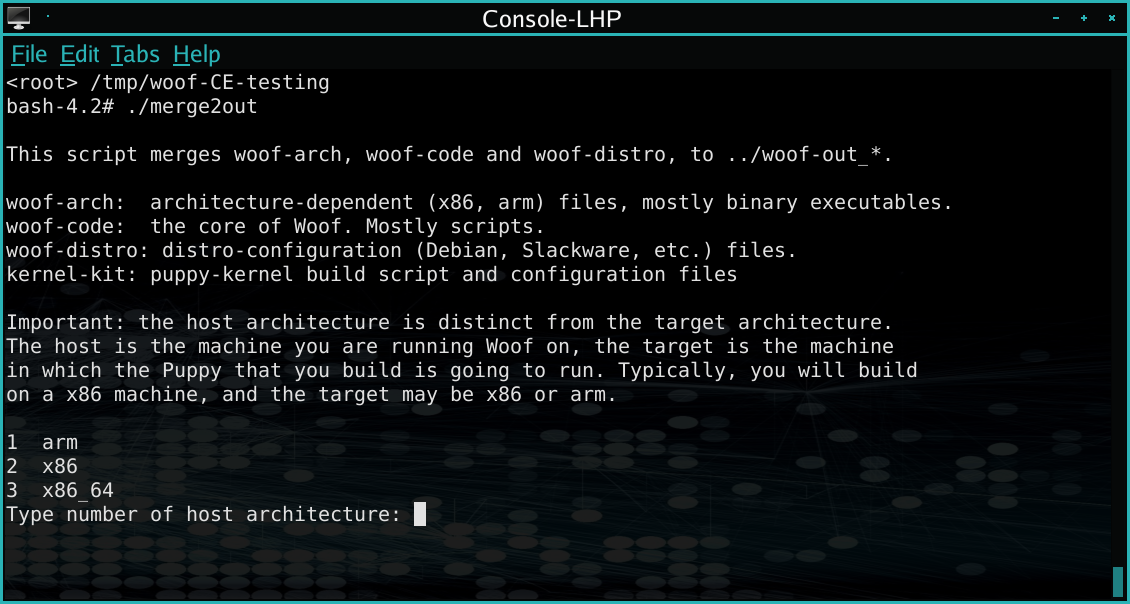 Console-LHP
File Edit Tabs Help
<root> /tmp/woof-CE-testing
bash-4.2# ./merge2out
This script merges woof-arch, woof-code and woof-distro, to ../woof-out_*.
woof-arch:  architecture-dependent (x86, arm) files, mostly binary executables.
woof-code:  the core of Woof. Mostly scripts.
woof-distro: distro-configuration (Debian, Slackware, etc.) files.
kernel-kit: puppy-kernel build script and configuration files
Important: the host architecture is distinct from the target architecture.
The host is the machine you are running Woof on, the target is the machine
in which the Puppy that you build is going to run. Typically, you will build
on a x86 machine, and the target may be x86 or arm.
1  arm
2  x86
3  x86_64
Type number of host architecture: